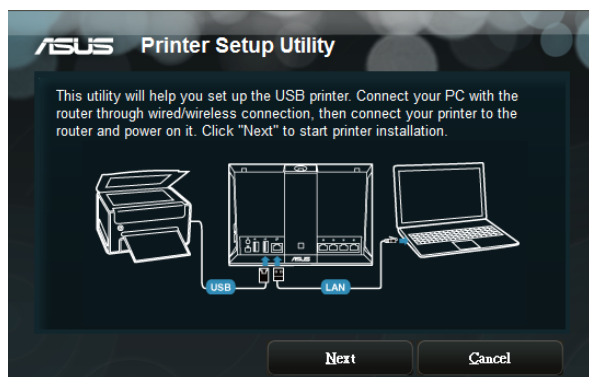 ASUS Printer Setup Utility
This utility will help you set up the USB printer. Connect your PC with the
router through wired/wireless connection, then connect your printer to the
router and power on it. Click "Next" to start printer installation.
ASUS
USB
LAN
Next
Cancel